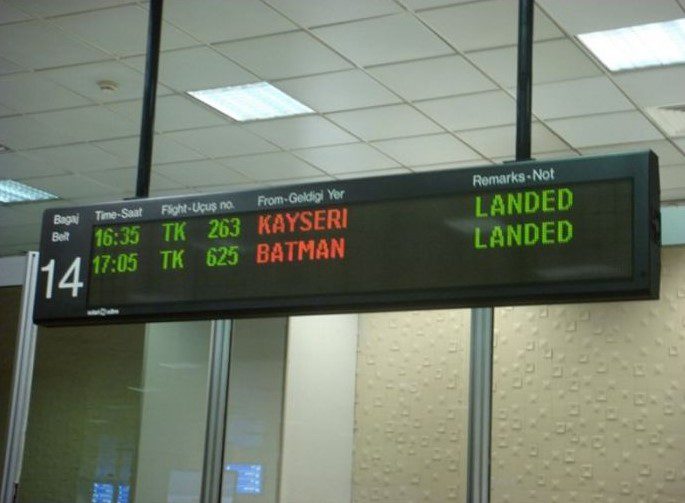 Bagaj Time-Saat Flight-Uçuş no. From-Geldigi Yer Remarks-Not
Belt
14
16:35 TK 263 KAYSERI LANDED
17:05 TK 625 BATMAN LANDED